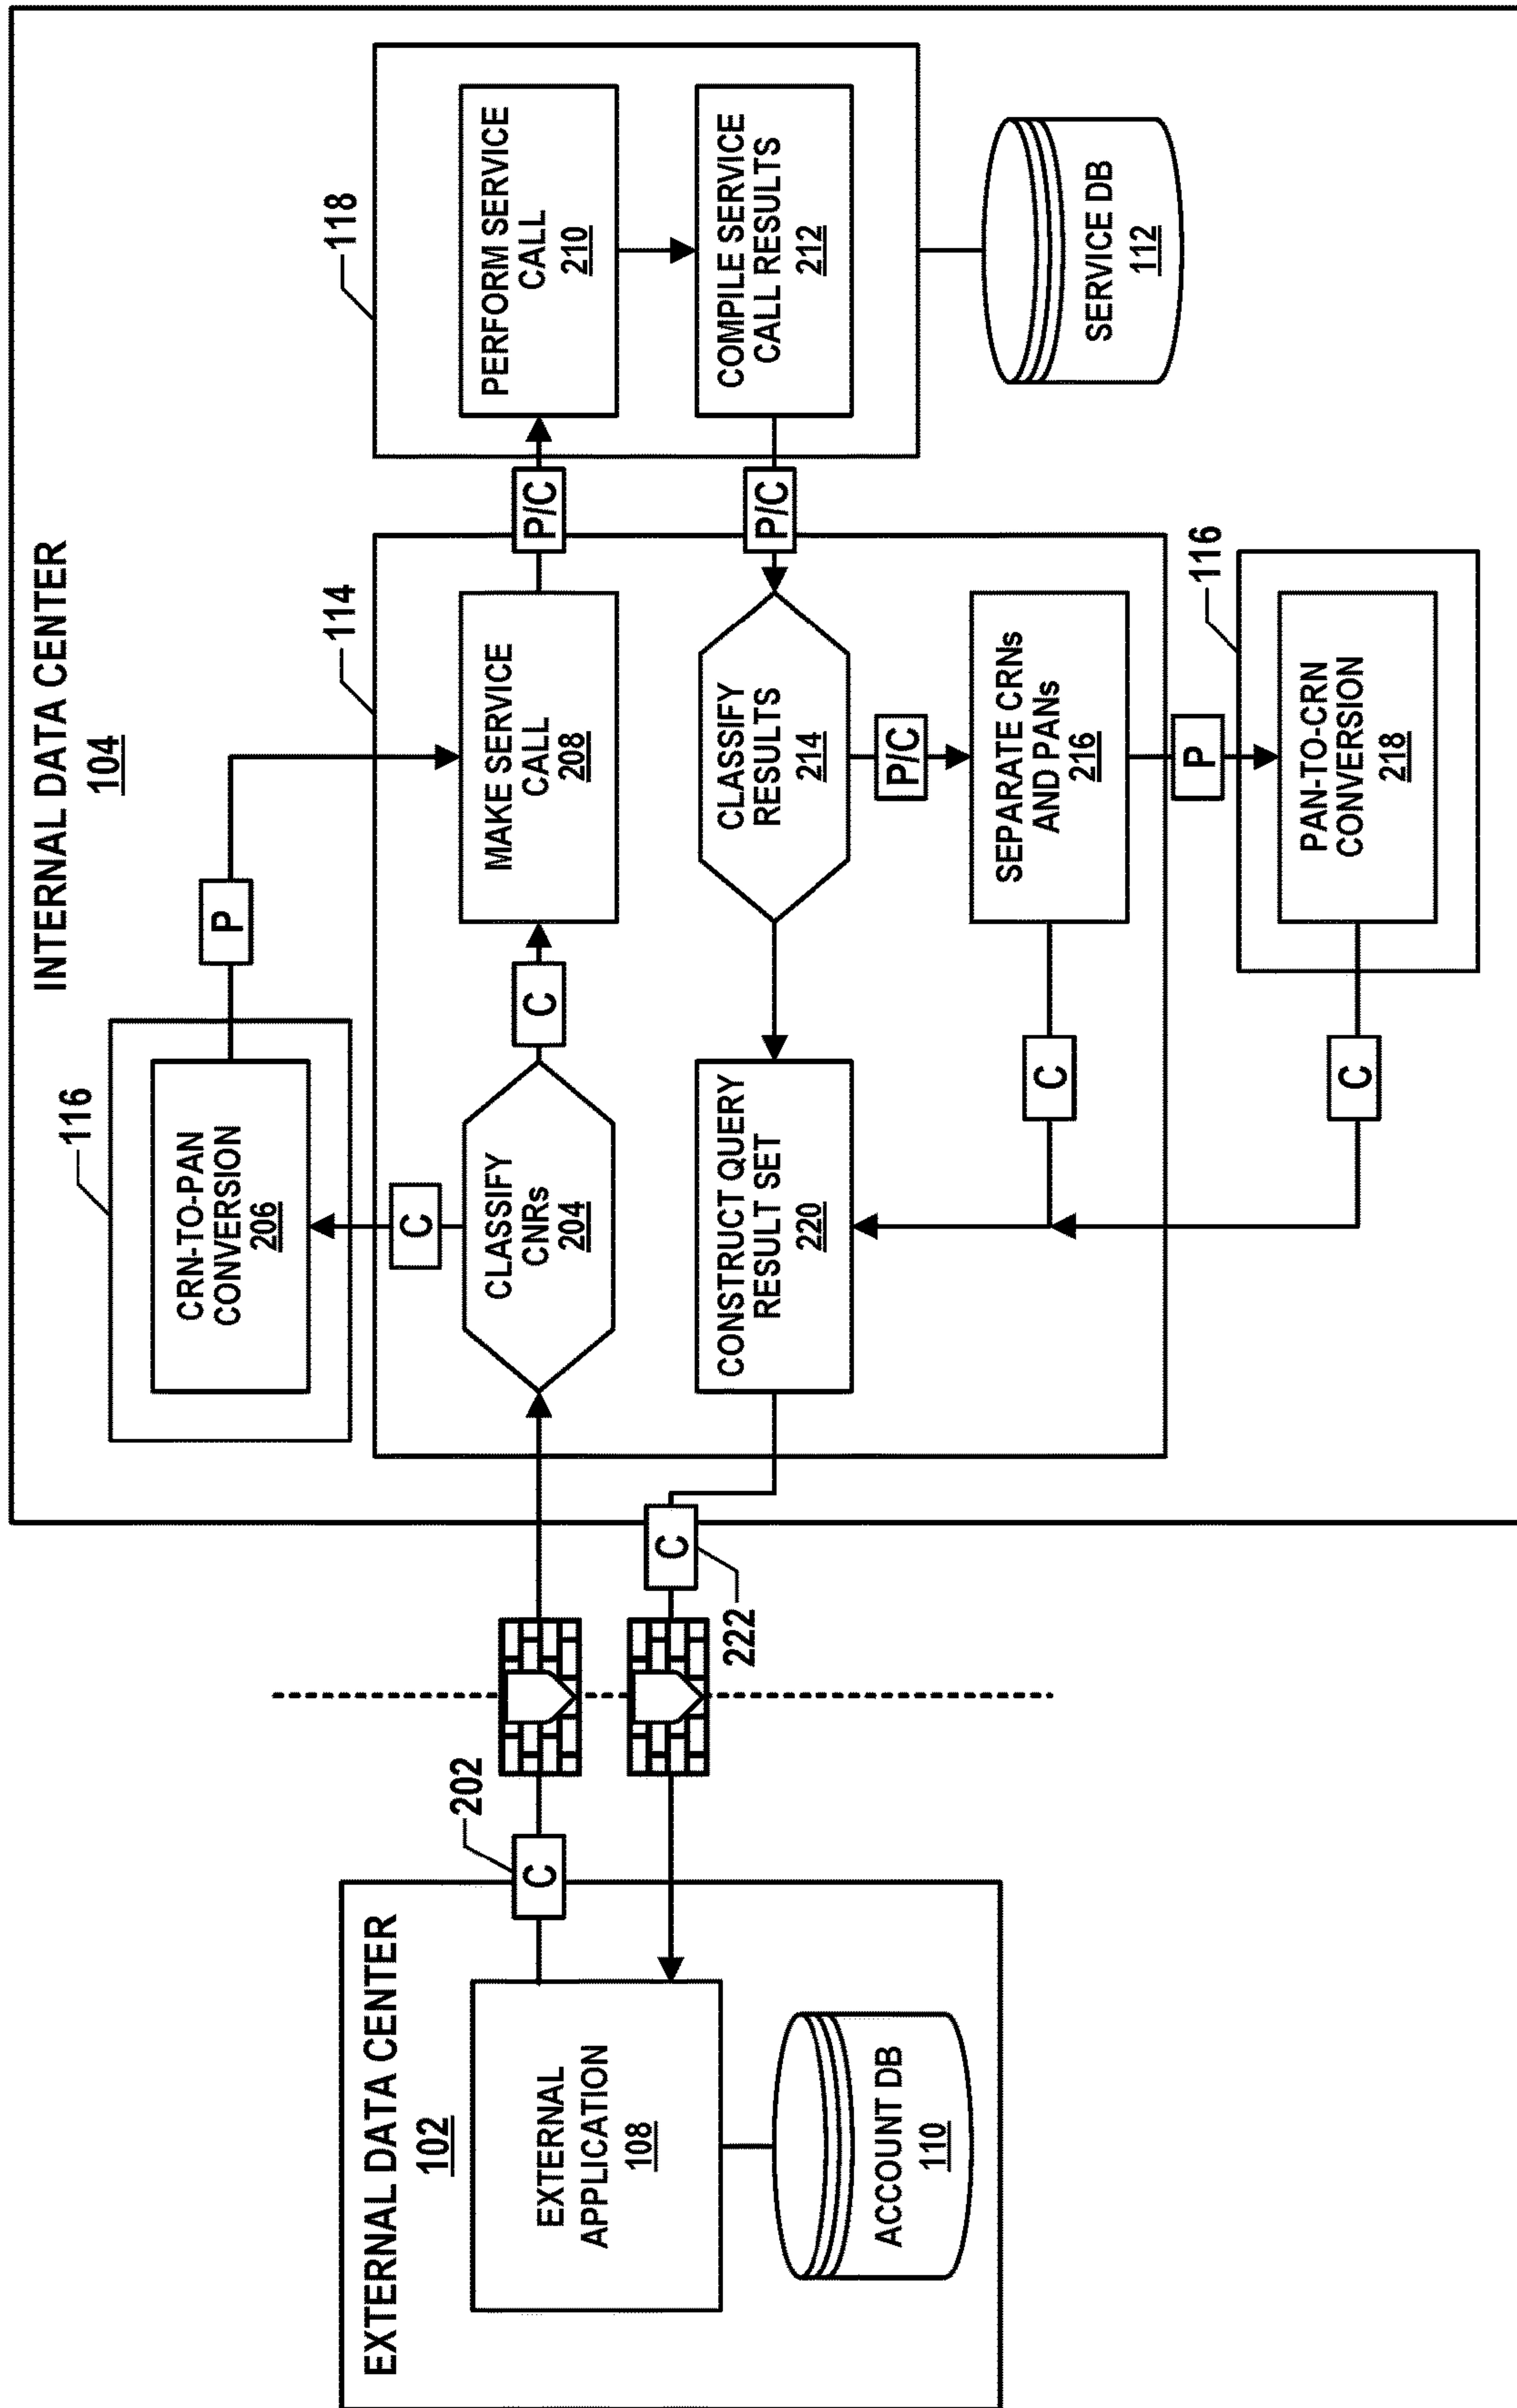 INTERNAL DATA CENTER
104
116
CRN-TO-PAN
CONVERSION
206
P
C
114
CLASSIFY
CNRs
204
C
MAKE SERVICE
CALL
208
P/C
118
PERFORM SERVICE
CALL
210
COMPILE SERVICE
CALL RESULTS
212
SERVICE DB
112
P/C
CLASSIFY
RESULTS
214
P/C
SEPARATE CRNs
AND PANs
216
P
116
PAN-TO-CRN
CONVERSION
218
C
C
CONSTRUCT QUERY
RESULT SET
220
C
222
EXTERNAL DATA CENTER
102
202
C
EXTERNAL
APPLICATION
108
ACCOUNT DB
110